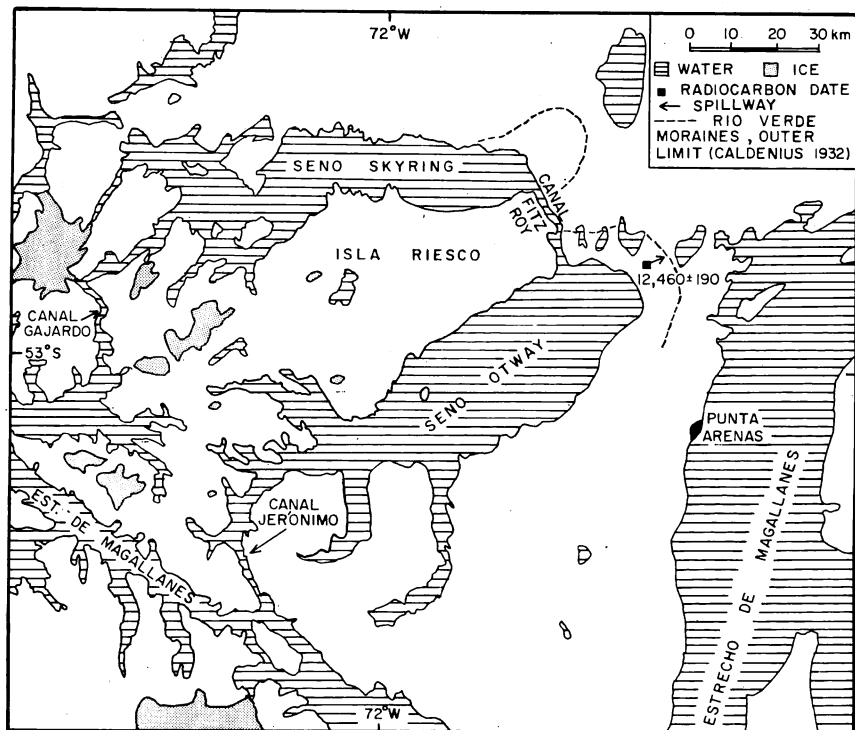 72°W
0 10 20 30 km
WATER ICE
RADIOCARBON DATE
SPILLWAY
RIO VERDE
MORAINES, OUTER
LIMIT (CALDENIUS 1932)
SENO SKYRING
CANAL
FITZ
ROY
ISLA RIESCO
12,460±190
CANAL
GAJARDO
53°S
SENO OTWAY
PUNTA
ARENAS
CANAL
JERONIMO
EST. DE MAGALLANES
ESTRECHO DE MAGALLANES
72°W